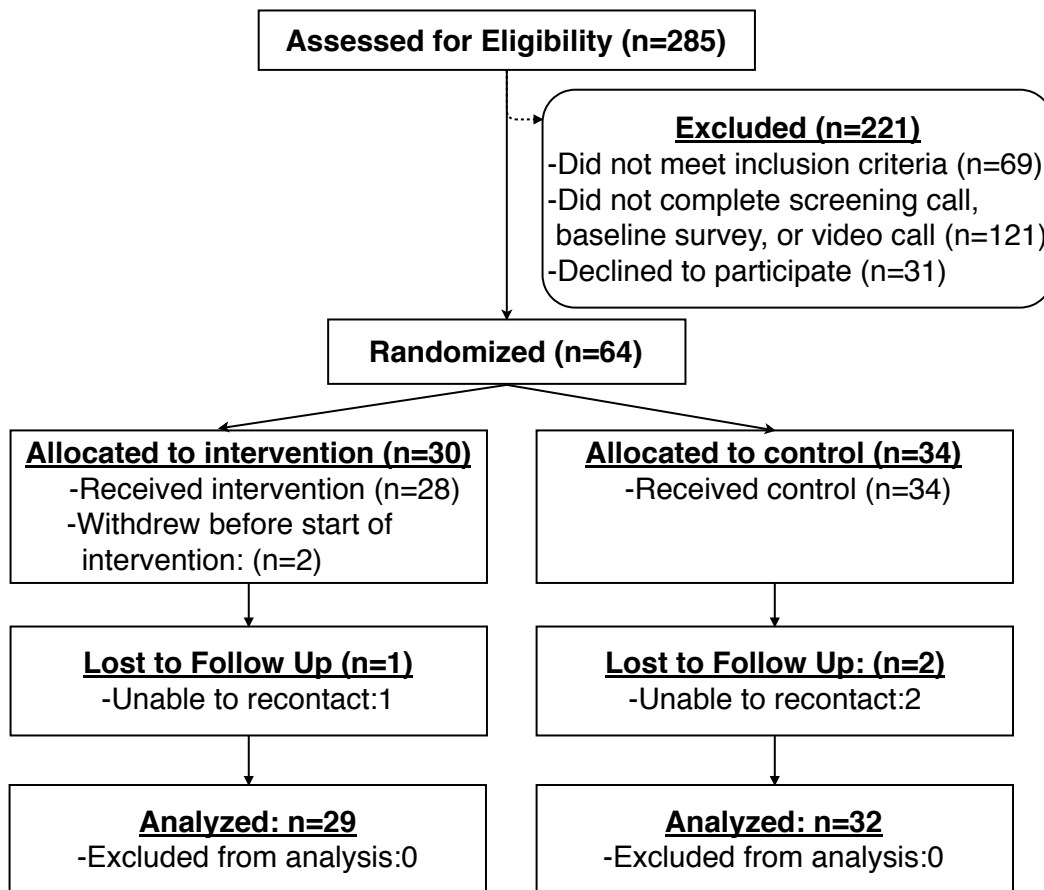 Assessed for Eligibility (n=285)
Excluded (n=221)
-Did not meet inclusion criteria (n=69)
-Did not complete screening call,
baseline survey, or video call (n=121)
-Declined to participate (n=31)
Randomized (n=64)
Allocated to intervention (n=30)
-Received intervention (n=28)
-Withdrew before start of
intervention: (n=2)
Allocated to control (n=34)
-Received control (n=34)
Lost to Follow Up (n=1)
-Unable to recontact:1
Lost to Follow Up: (n=2)
-Unable to recontact:2
Analyzed: n=29
-Excluded from analysis:0
Analyzed: n=32
-Excluded from analysis:0